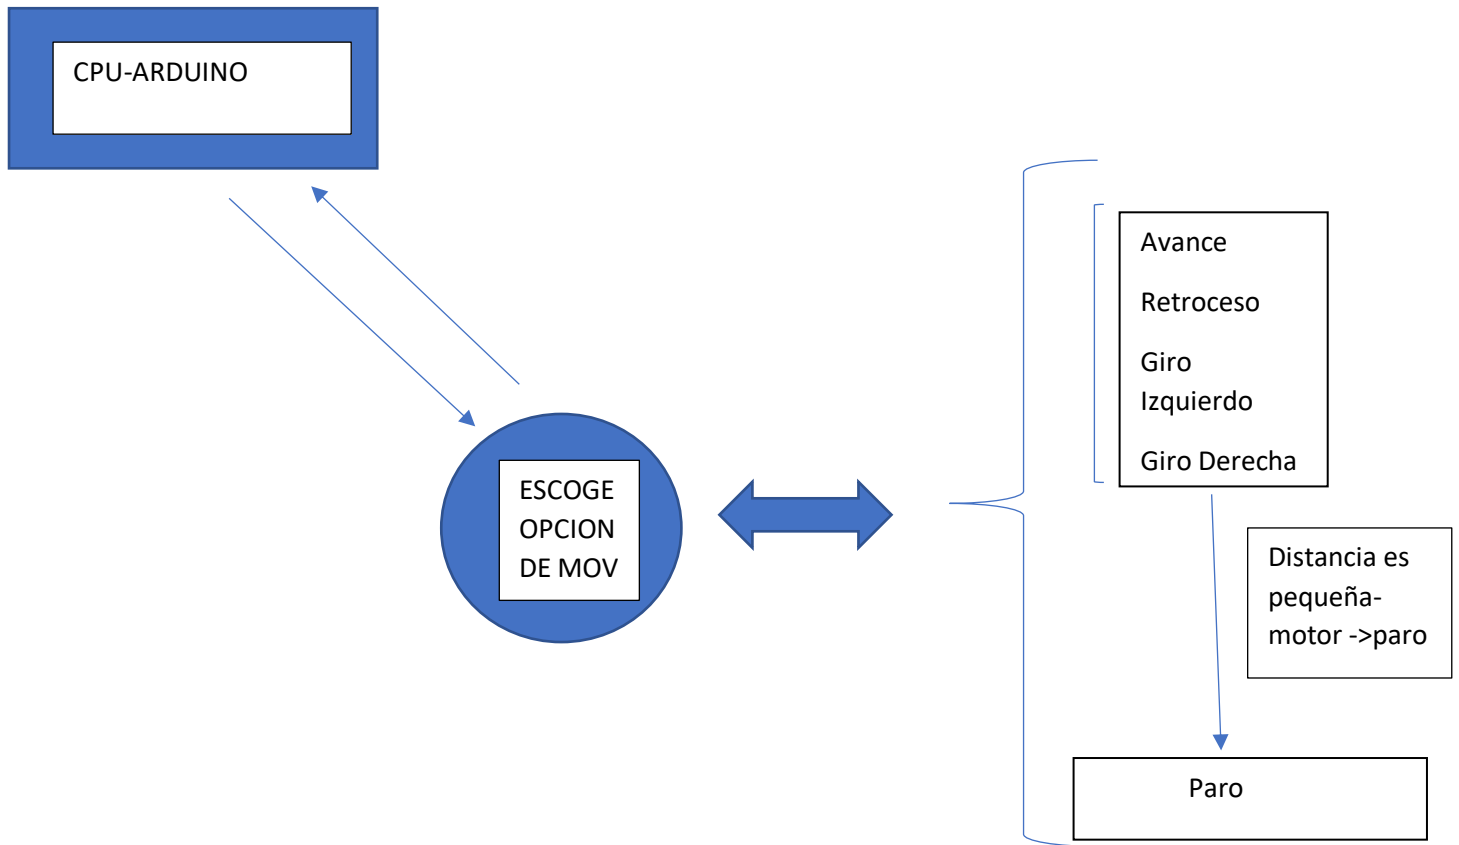 CPU-ARDUINO
ESCOGE
OPCION
DE MOV
Avance
Retroceso
Giro
Izquierdo
Giro Derecha
Distancia es
pequeña-
motor ->paro
Paro